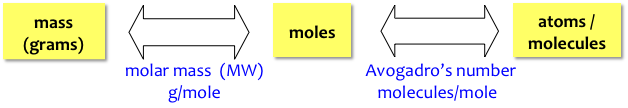 mass
(grams)
molar mass  (MW)
g/mole
moles
Avogadro's number
molecules/mole
atoms /
molecules